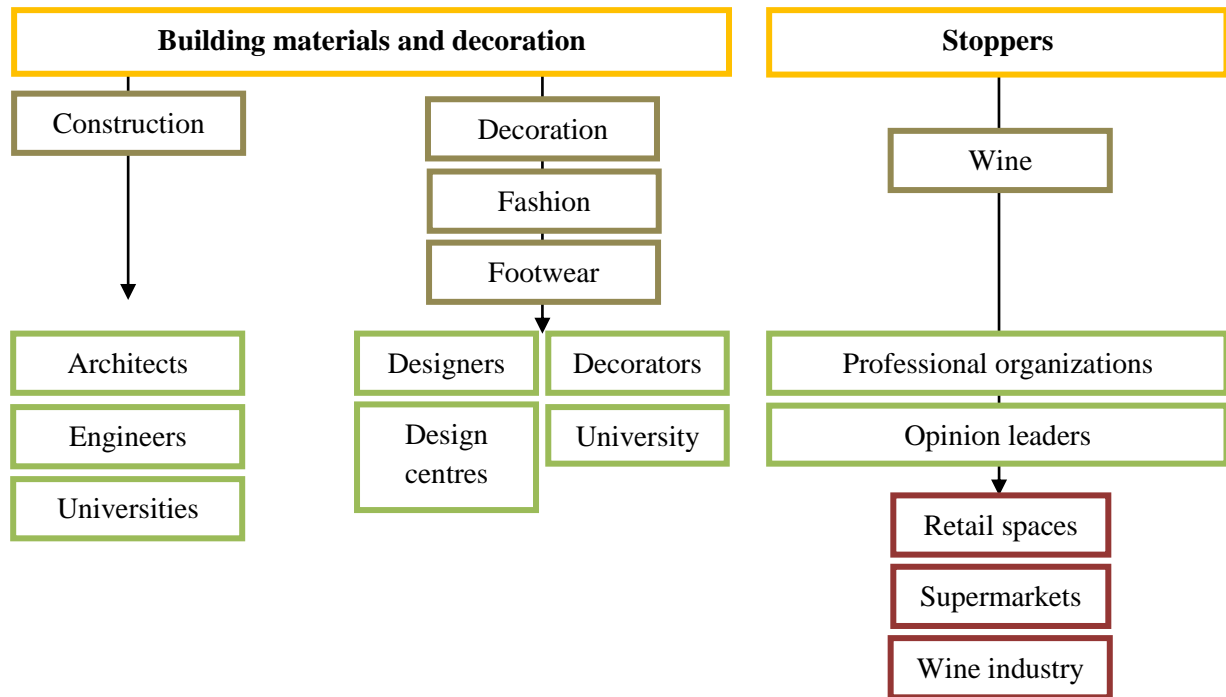 Building materials and decoration
Stoppers
Construction
Decoration
Wine
Fashion
Footwear
Architects
Designers
Decorators
Professional organizations
Engineers
Design
centres
University
Opinion leaders
Universities
Retail spaces
Supermarkets
Wine industry